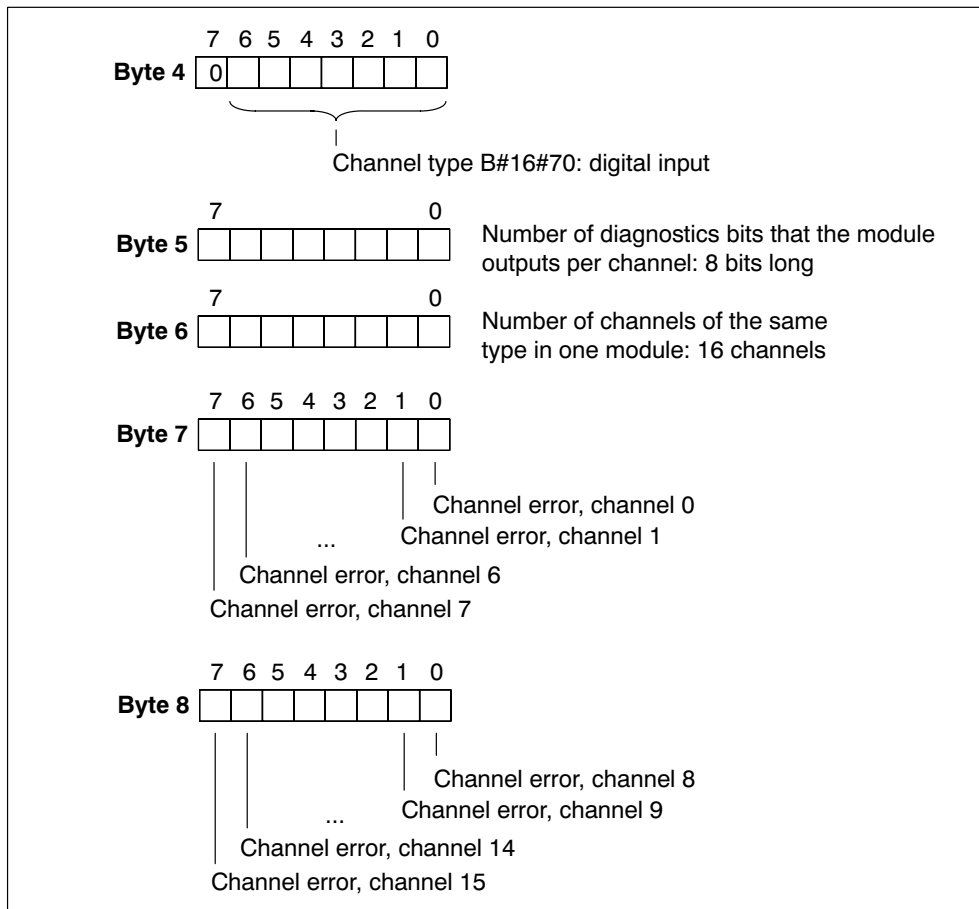 7 6 5 4 3 2 1 0
Byte 4 0
Channel type B#16#70: digital input
7 0
Byte 5
Number of diagnostics bits that the module
outputs per channel: 8 bits long
7 0
Byte 6
Number of channels of the same
type in one module: 16 channels
7 6 5 4 3 2 1 0
Byte 7
Channel error, channel 0
Channel error, channel 1
...
Channel error, channel 6
Channel error, channel 7
7 6 5 4 3 2 1 0
Byte 8
Channel error, channel 8
Channel error, channel 9
...
Channel error, channel 14
Channel error, channel 15